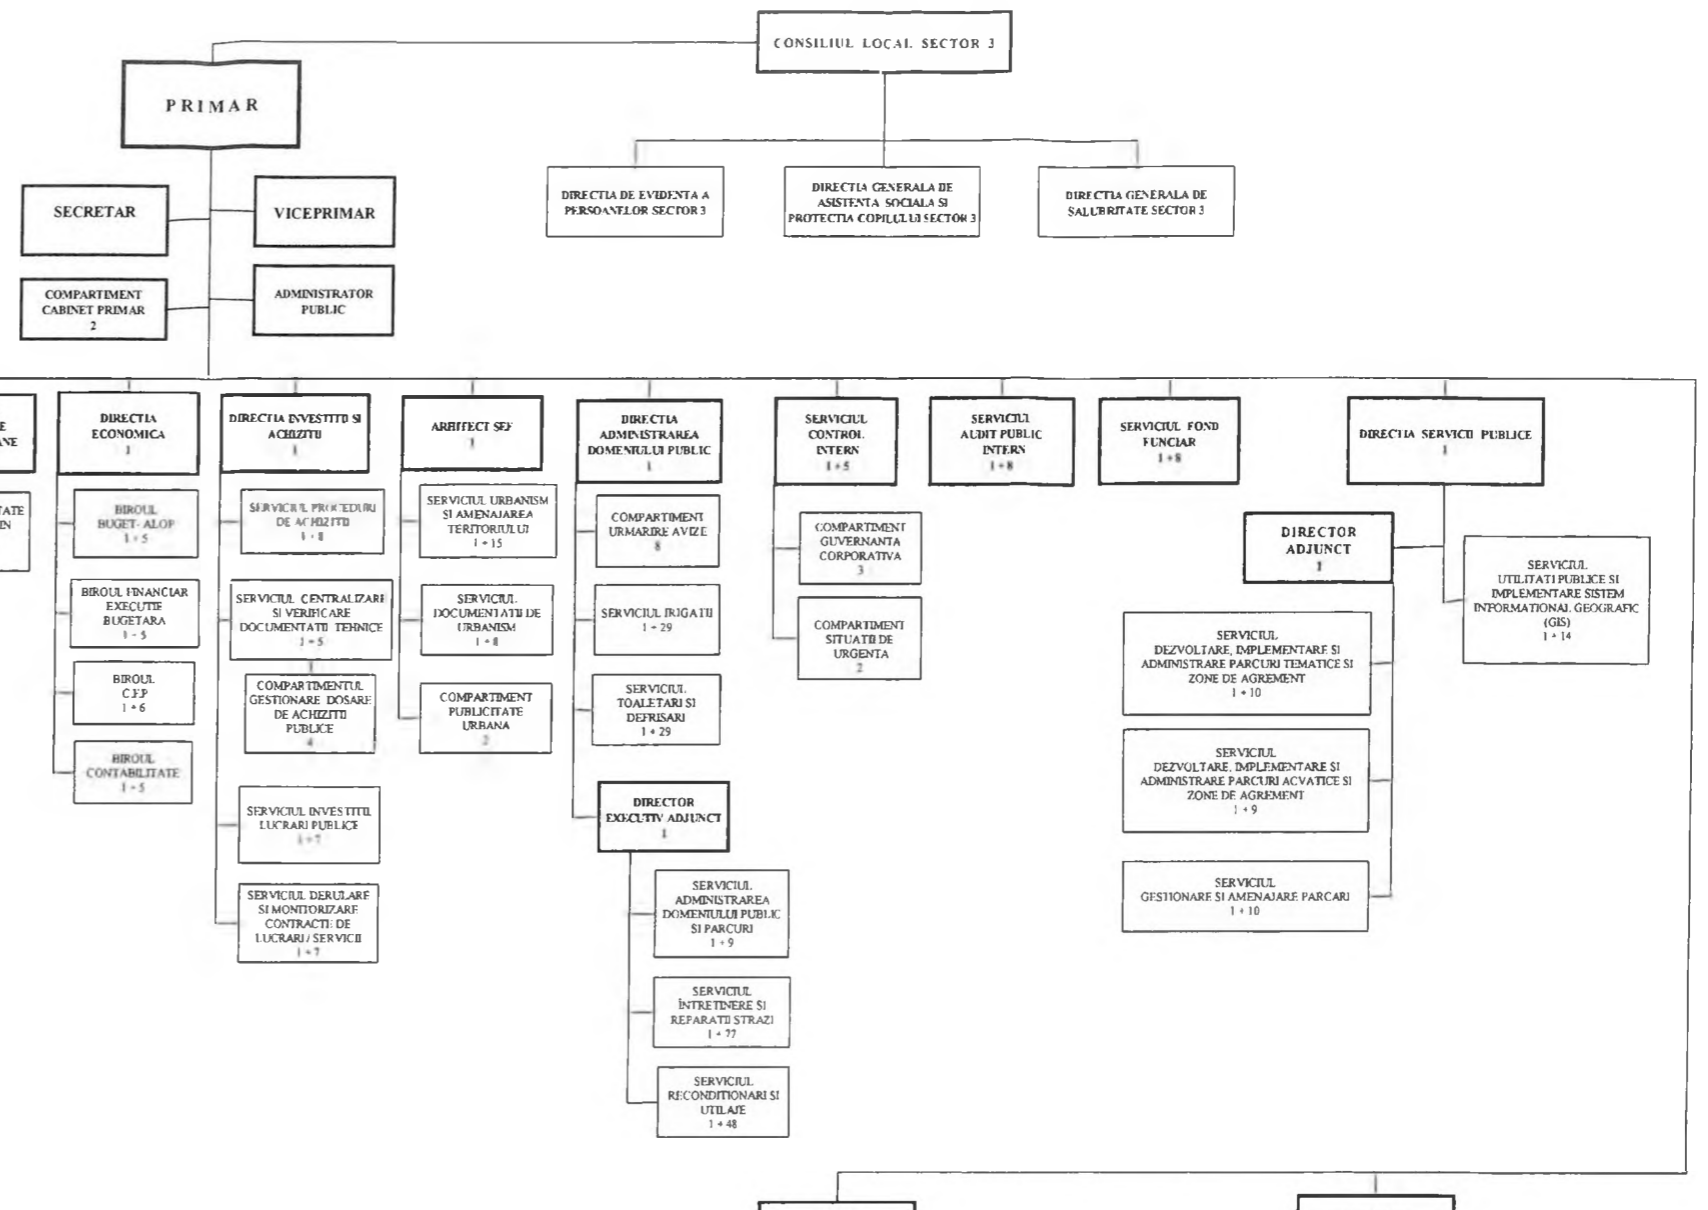 CONSILIUL LOCAL SECTOR 3
PRIMAR
SECRETAR
VICEPRIMAR
COMPARTIMENT
CABINET PRIMAR
2
ADMINISTRATOR
PUBLIC
DIRECTIA DE EVIDENTA A
PERSOANELOR SECTOR 3
DIRECTIA GENERALA DE
ASISTENTA SOCIALA SI
PROTECTIA COPILULUI SECTOR 3
DIRECTIA GENERALA DE
SALUBRITATE SECTOR 3
DIRECTIA
ECONOMICA
1
BIROUL
BUGET- ALOP
1 + 5
BIROUL FINANCIAR
EXECUTIE
BUGETARA
1 + 5
BIROUL
C.F.P
1 + 6
BIROUL
CONTABILITATE
1 + 5
DIRECTIA INVESTITII SI
ACHIZITII
1
SERVICIUL PROCEDURI
DE ACHIZITII
1 + 8
SERVICIUL CENTRALIZARE
SI VERIFICARE
DOCUMENTATII TEHNICE
1 + 5
COMPARTIMENTUL
GESTIONARE DOSARE
DE ACHIZITII
PUBLICE
4
SERVICIUL INVESTITII,
LUCRARI PUBLICE
1 + 7
SERVICIUL DERULARE
SI MONITORIZARE
CONTRACTE DE
LUCRARI / SERVICII
1 + 7
ARHITECT SEF
1
SERVICIUL URBANISM
SI AMENAJAREA
TERITORIULUI
1 + 15
SERVICIUL
DOCUMENTATII DE
URBANISM
1 + 8
COMPARTIMENT
PUBLICITATE
URBANA
2
DIRECTIA
ADMINISTRAREA
DOMENIULUI PUBLIC
1
COMPARTIMENT
URMARIRE AVIZE
8
SERVICIUL IRIGATII
1 + 29
SERVICIUL
TOALETARI SI
DEFRISARI
1 + 29
DIRECTOR
EXECUTIV ADJUNCT
1
SERVICIUL
ADMINISTRAREA
DOMENIULUI PUBLIC
SI PARCURI
1 + 9
SERVICIUL
ÎNTRETINERE SI
REPARATII STRAZI
1 + 77
SERVICIUL
RECONDITIONARI SI
UTILAJE
1 + 48
SERVICIUL
CONTROL
INTERN
1 + 5
COMPARTIMENT
GUVERNANTA
CORPORATIVA
3
COMPARTIMENT
SITUATII DE
URGENTA
2
SERVICIUL
AUDIT PUBLIC
INTERN
1 + 8
SERVICIUL FOND
FUNCIAR
1 + 8
DIRECTIA SERVICII PUBLICE
1
DIRECTOR
ADJUNCT
1
SERVICIUL
DEZVOLTARE, IMPLEMENTARE SI
ADMINISTRARE PARCURI TEMATICE SI
ZONE DE AGREMENT
1 + 10
SERVICIUL
DEZVOLTARE, IMPLEMENTARE SI
ADMINISTRARE PARCURI ACVATICE SI
ZONE DE AGREMENT
1 + 9
SERVICIUL
GESTIONARE SI AMENAJARE PARCARI
1 + 10
SERVICIUL
UTILITATI PUBLICE SI
IMPLEMENTARE SISTEM
INFORMATIONAL GEOGRAFIC
(GIS)
1 + 14